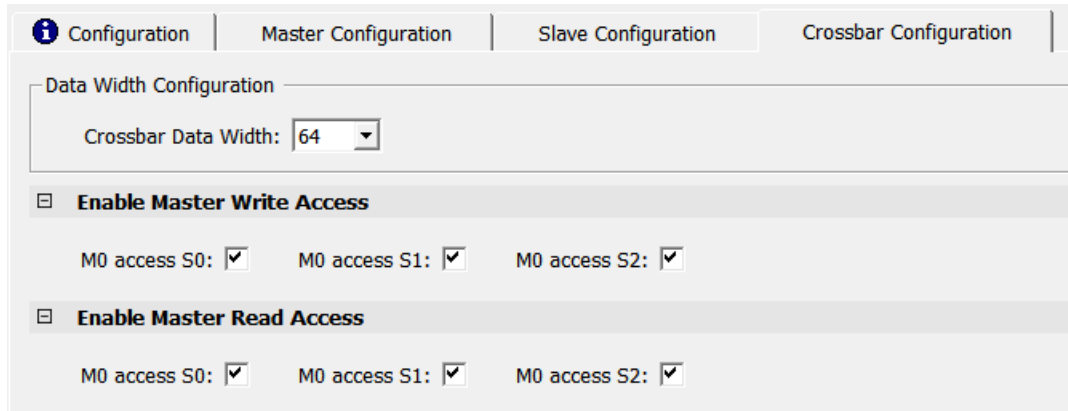 Configuration Master Configuration Slave Configuration Crossbar Configuration
Data Width Configuration
Crossbar Data Width: 64
Enable Master Write Access
M0 access S0: M0 access S1: M0 access S2:
Enable Master Read Access
M0 access S0: M0 access S1: M0 access S2: